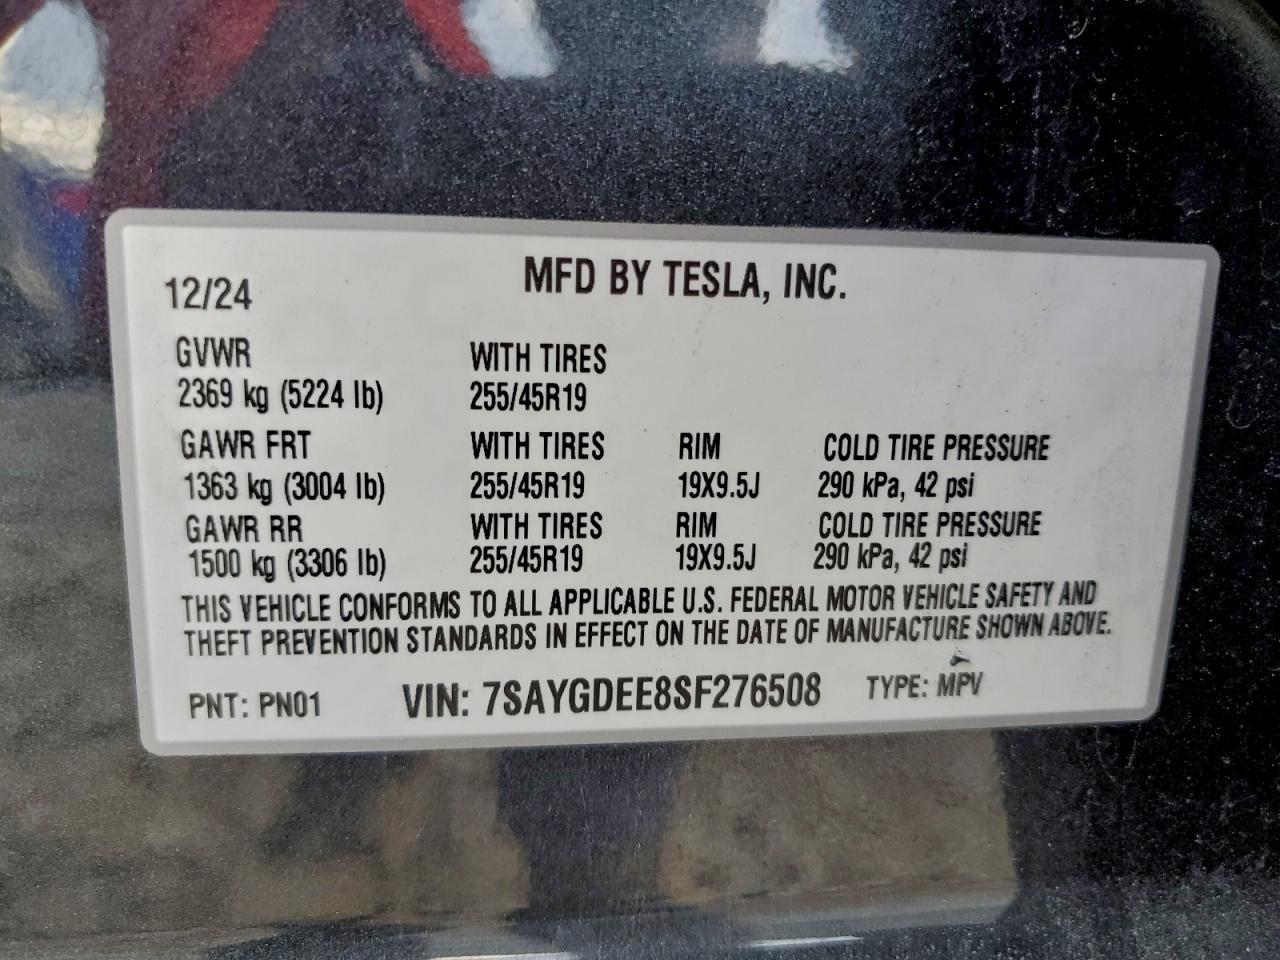 MFD BY TESLA, INC.
12/24
GVWR WITH TIRES
2369 kg (5224 lb) 255/45R19
GAWR FRT WITH TIRES RIM COLD TIRE PRESSURE
1363 kg (3004 lb) 255/45R19 19X9.5J 290 kPa, 42 psi
GAWR RR WITH TIRES RIM COLD TIRE PRESSURE
1500 kg (3306 lb) 255/45R19 19X9.5J 290 kPa, 42 psi
THIS VEHICLE CONFORMS TO ALL APPLICABLE U.S. FEDERAL MOTOR VEHICLE SAFETY AND
THEFT PREVENTION STANDARDS IN EFFECT ON THE DATE OF MANUFACTURE SHOWN ABOVE.
PNT: PN01 VIN: 7SAYGDEE8SF276508 TYPE: MPV